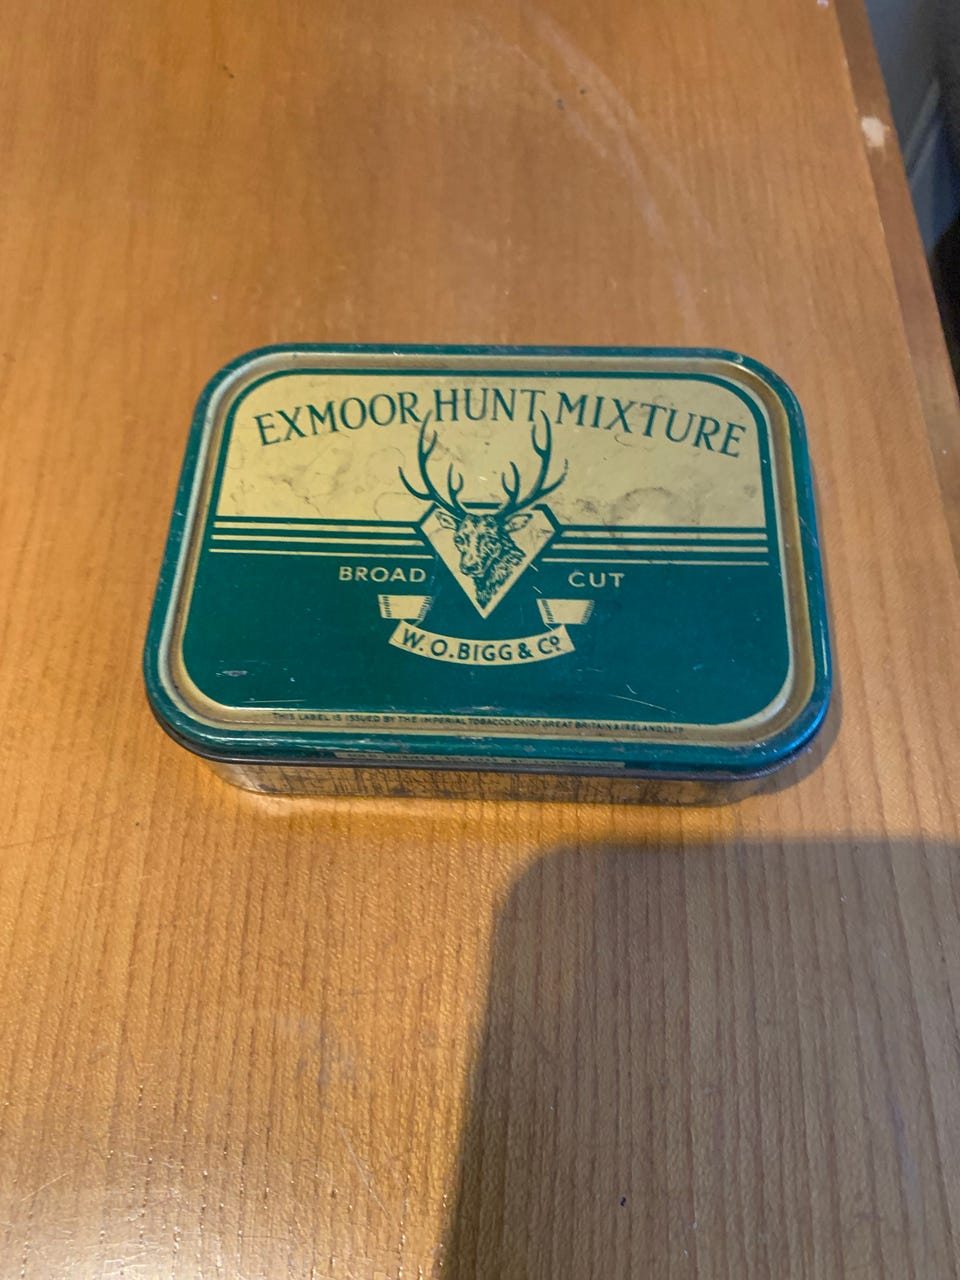 EXMOOR HUNT MIXTURE
BROAD CUT
W. O. BIGG & Cº
THIS LABEL IS ISSUED BY THE IMPERIAL TOBACCO Cº (OF GREAT BRITAIN & IRELAND) LTD